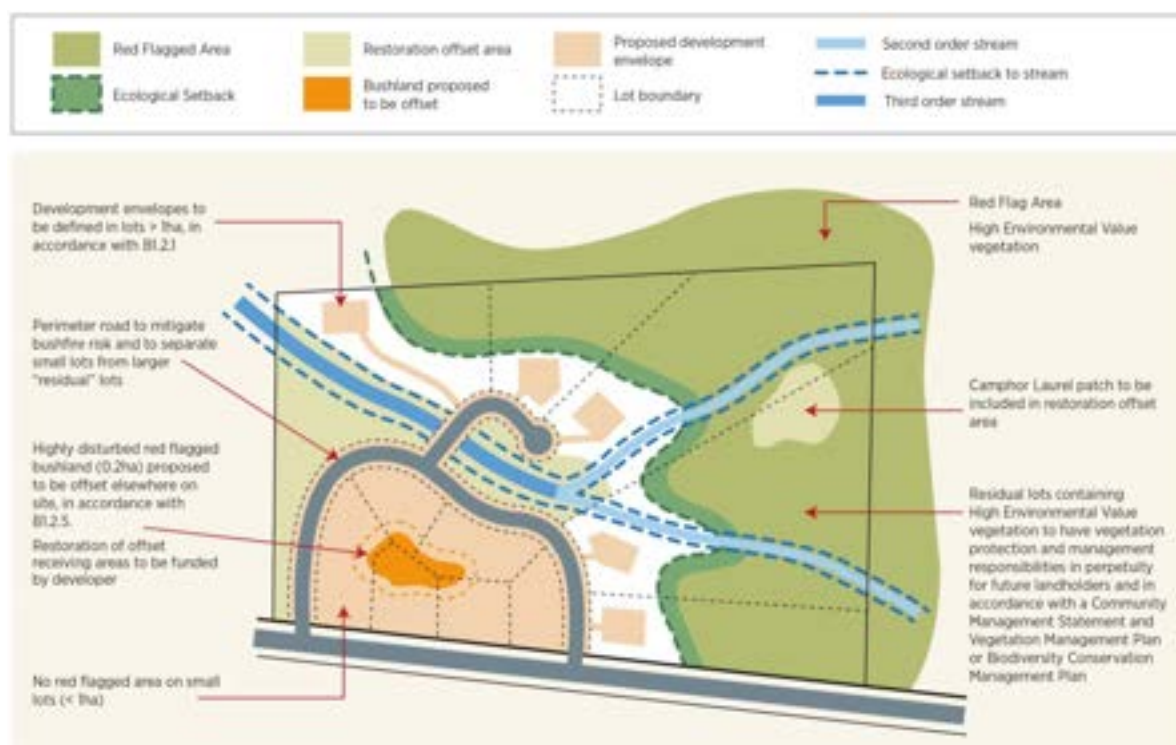 Red Flagged Area
Ecological Setback
Restoration offset area
Bushland proposed
to be offset
Proposed development
envelope
Lot boundary
Second order stream
Ecological setback to stream
Third order stream
Development envelopes to
be defined in lots > 1ha, in
accordance with B1.2.1
Perimeter road to mitigate
bushfire risk and to separate
small lots from larger
"residual" lots
Highly disturbed red flagged
bushland (0.2ha) proposed
to be offset elsewhere on
site, in accordance with
B1.2.5.
Restoration of offset
receiving areas to be funded
by developer
No red flagged area on small
lots (< 1ha)
Red Flag Area
High Environmental Value
vegetation
Camphor Laurel patch to be
included in restoration offset
area
Residual lots containing
High Environmental Value
vegetation to have vegetation
protection and management
responsibilities in perpetuity
for future landholders and in
accordance with a Community
Management Statement and
Vegetation Management Plan
or Biodiversity Conservation
Management Plan